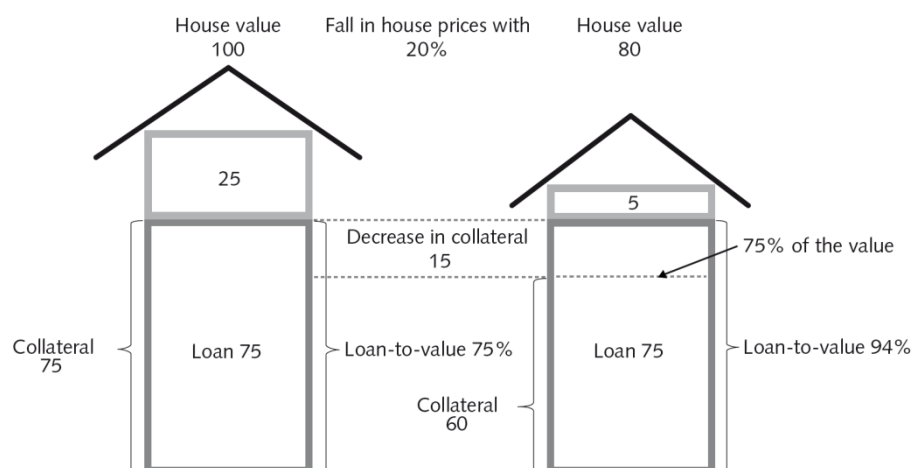 House value
100
Fall in house prices with
20%
House value
80
25
5
Decrease in collateral
15
75% of the value
Collateral
75
Loan 75
Loan-to-value 75%
Loan 75
Loan-to-value 94%
Collateral
60